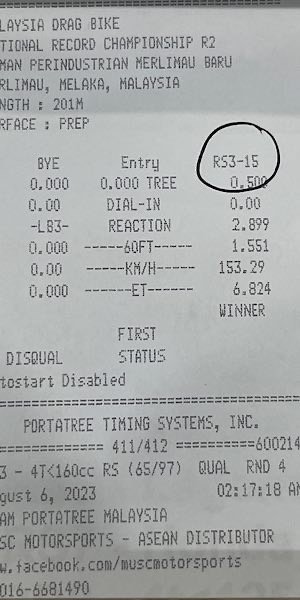 LAYSIA DRAG BIKE
TIONAL RECORD CHAMPIONSHIP R2
MAN PERINDUSTRIAN MERLIMAU BARU
RLIMAU, MELAKA, MALAYSIA
NGTH : 201M
RFACE : PREP
BYE Entry RS3-15
0.000 0.000 TREE 0.500
0.00 DIAL-IN 0.00
-LB3- REACTION 2.899
0.000 -----60FT----- 1.551
0.00 -----KM/H----- 153.29
0.000 ------ET------ 6.824
WINNER
FIRST
DISQUAL STATUS
tostart Disabled
PORTATREE TIMING SYSTEMS, INC.
=========== 411/412 ==========600214
3 - 4T<160cc RS (65/97) QUAL RND 4
gust 6, 2023 02:17:18 AM
AM PORTATREE MALAYSIA
SC MOTORSPORTS - ASEAN DISTRIBUTOR
w.facebook.com/muscmotorsports
016-6681490